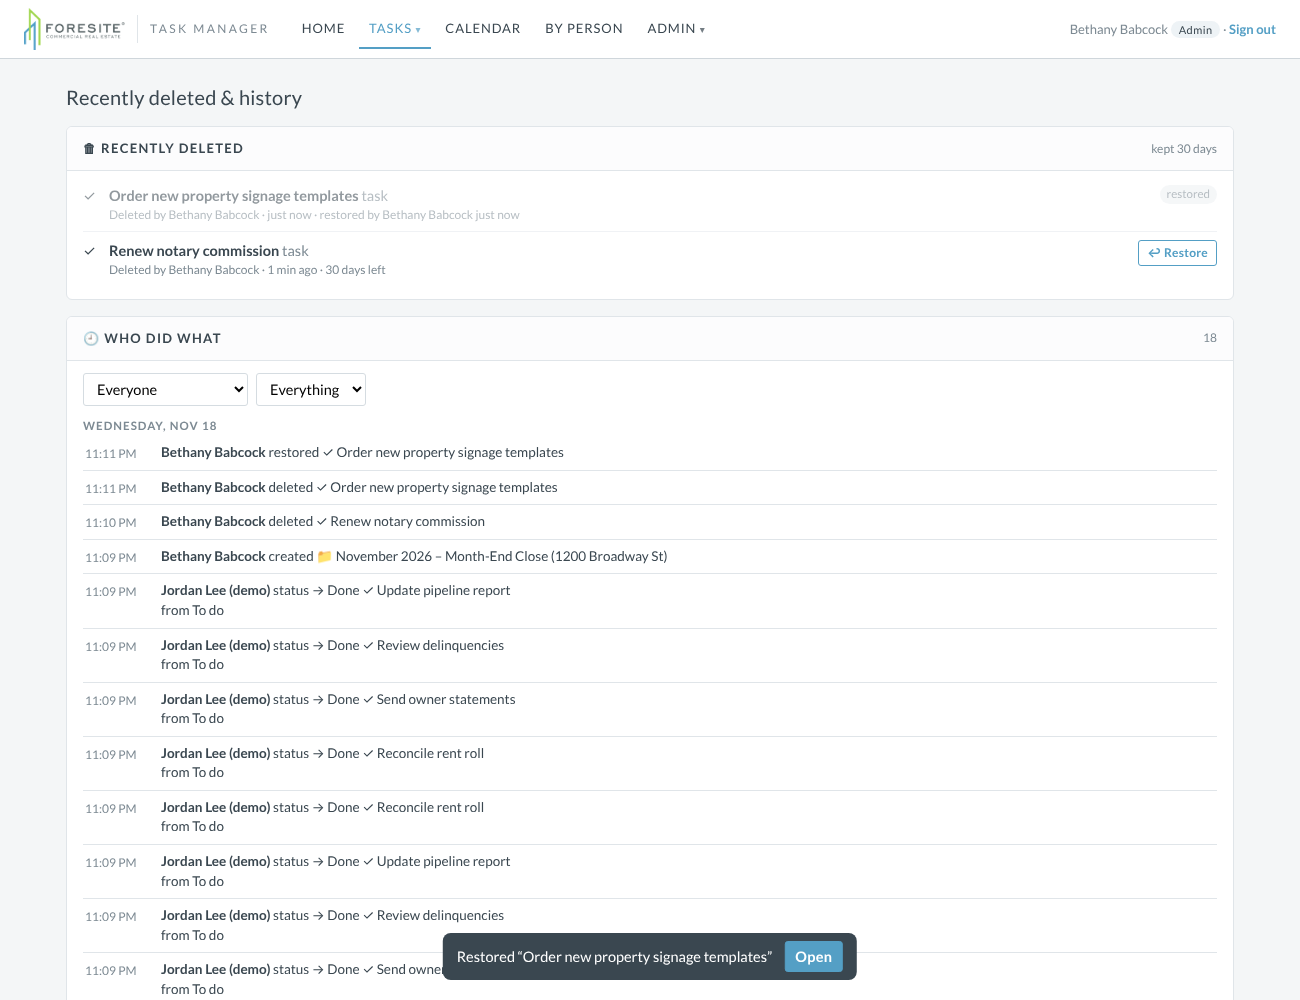 FORESITE®
COMMERCIAL REAL ESTATE
TASK MANAGER
HOME
TASKS ▾
CALENDAR
BY PERSON
ADMIN ▾
Bethany Babcock Admin · Sign out
Recently deleted & history
🗑 RECENTLY DELETED
kept 30 days
✓ Order new property signage templates task
restored
Deleted by Bethany Babcock · just now · restored by Bethany Babcock just now
✓ Renew notary commission task
↩ Restore
Deleted by Bethany Babcock · 1 min ago · 30 days left
🕘 WHO DID WHAT
18
Everyone
Everything
WEDNESDAY, NOV 18
11:11 PM Bethany Babcock restored ✓ Order new property signage templates
11:11 PM Bethany Babcock deleted ✓ Order new property signage templates
11:10 PM Bethany Babcock deleted ✓ Renew notary commission
11:09 PM Bethany Babcock created 📁 November 2026 – Month-End Close (1200 Broadway St)
11:09 PM Jordan Lee (demo) status → Done ✓ Update pipeline report
from To do
11:09 PM Jordan Lee (demo) status → Done ✓ Review delinquencies
from To do
11:09 PM Jordan Lee (demo) status → Done ✓ Send owner statements
from To do
11:09 PM Jordan Lee (demo) status → Done ✓ Reconcile rent roll
from To do
11:09 PM Jordan Lee (demo) status → Done ✓ Reconcile rent roll
from To do
11:09 PM Jordan Lee (demo) status → Done ✓ Update pipeline report
from To do
11:09 PM Jordan Lee (demo) status → Done ✓ Review delinquencies
from To do
11:09 PM Jordan Lee (demo) status → Done ✓ Send owner
from To do
Restored “Order new property signage templates”
Open